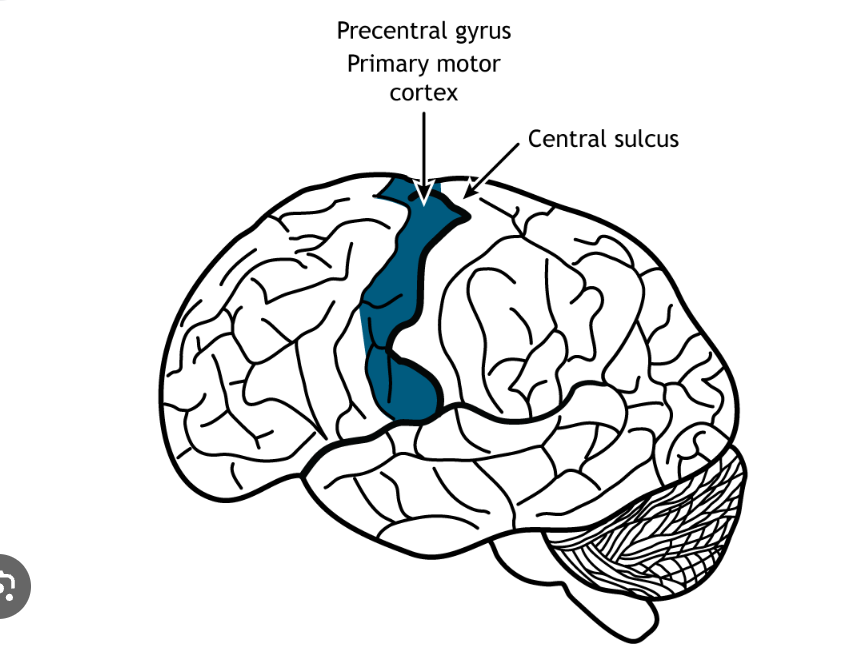 Precentral gyrus
Primary motor
cortex
Central sulcus